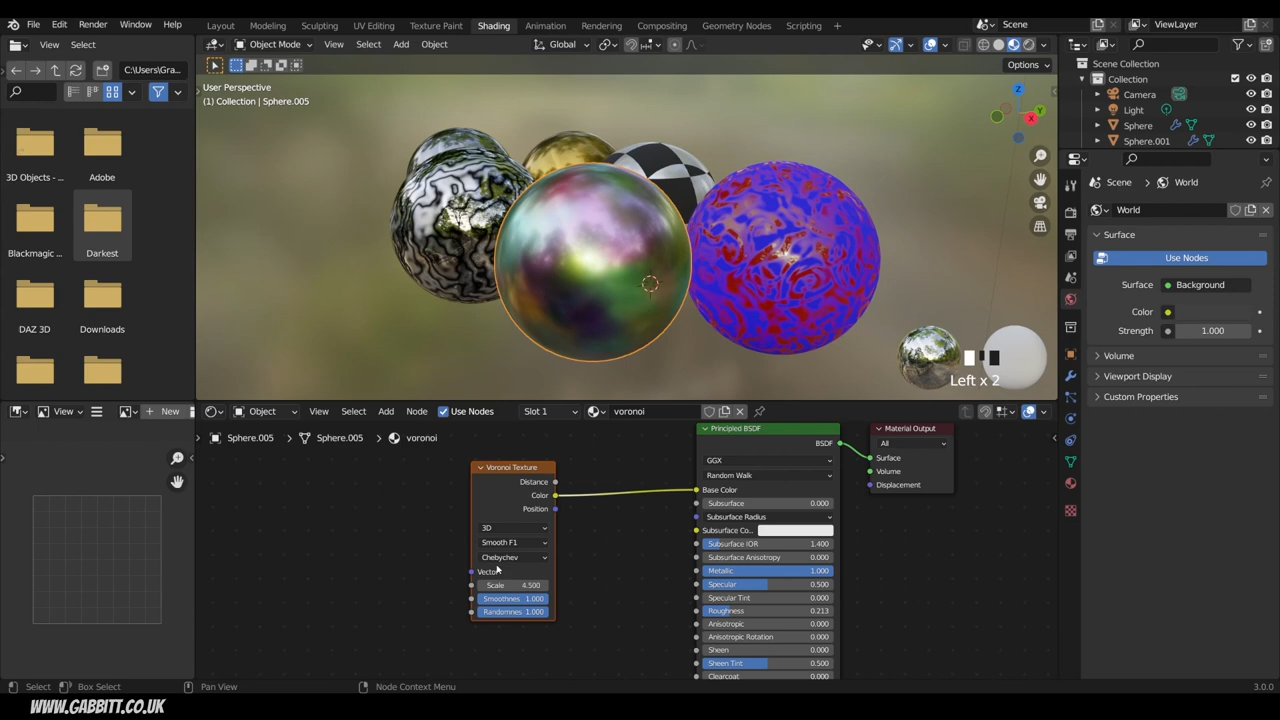 File Edit Render Window Help
Layout Modeling Sculpting UV Editing Texture Paint Shading Animation Rendering Compositing Geometry Nodes Scripting +
Scene
ViewLayer
View Select
Object Mode View Select Add Object
Global
C:\Users\Gra...
Options
User Perspective
(1) Collection | Sphere.005
Z
Y
X
Scene Collection
Collection
Camera
Light
Sphere
Sphere.001
3D Objects - ...
Adobe
Blackmagic ...
Darkest
DAZ 3D
Downloads
Scene
World
World
Surface
Use Nodes
Surface
Background
Color
Strength
1.000
Volume
Viewport Display
Custom Properties
Left x 2
View
New
Object View Select Add Node Use Nodes Slot 1 voronoi
Sphere.005
Sphere.005
voronoi
Voronoi Texture
Distance
Color
Position
3D
Smooth F1
Chebychev
Vector
Scale 4.500
Smoothnes 1.000
Randomnes 1.000
Principled BSDF
BSDF
GGX
Random Walk
Base Color
Subsurface 0.000
Subsurface Radius
Subsurface Co...
Subsurface IOR 1.400
Subsurface Anisotropy 0.000
Metallic 1.000
Specular 0.500
Specular Tint 0.000
Roughness 0.213
Anisotropic 0.000
Anisotropic Rotation 0.000
Sheen 0.000
Sheen Tint 0.500
Clearcoat 0.000
Material Output
All
Surface
Volume
Displacement
Select
Box Select
Pan View
Node Context Menu
3.0.0
WWW.GABBITT.CO.UK